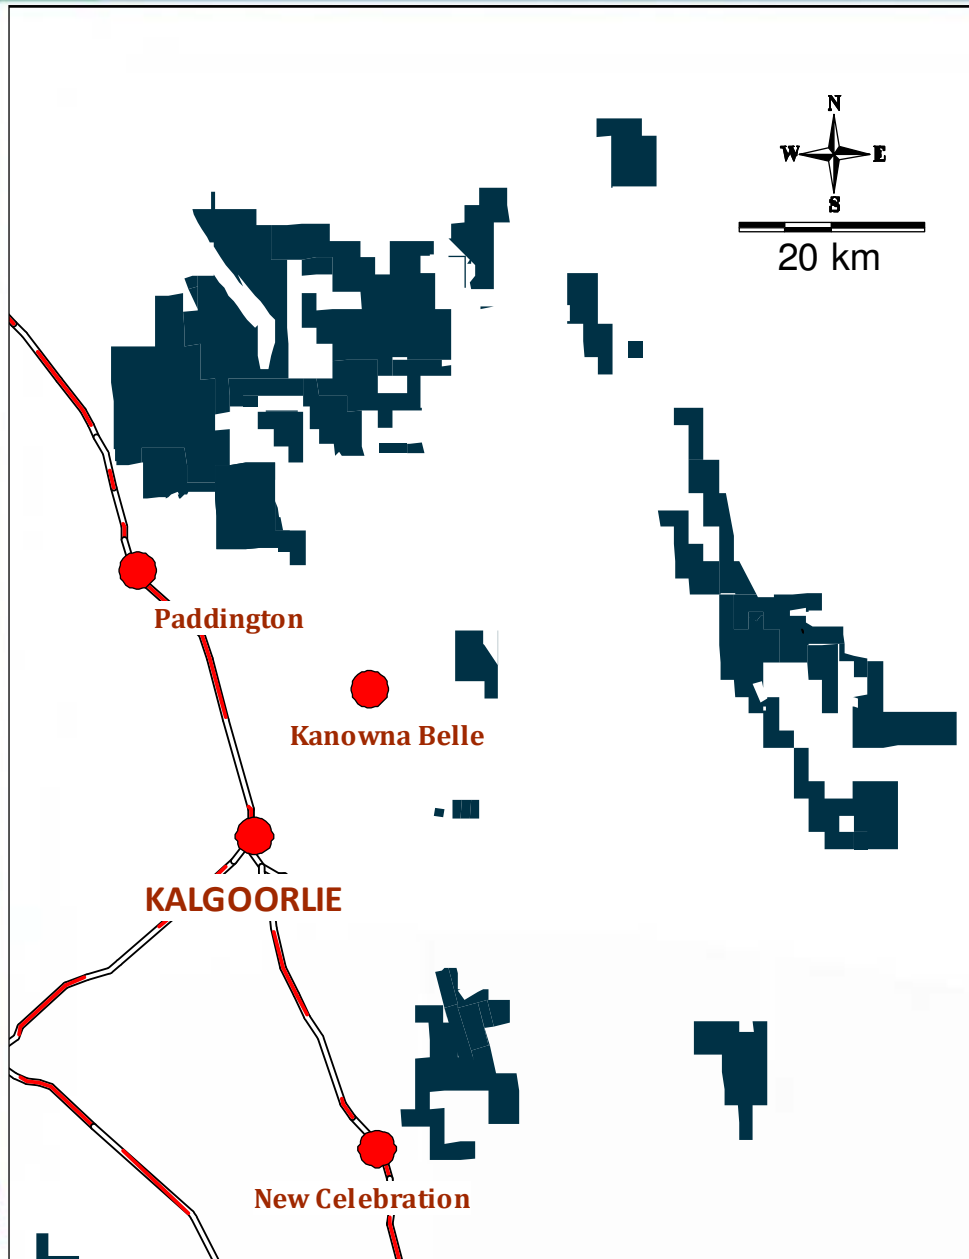 N
W E
S
20 km
Paddington
Kanowna Belle
KALGOORLIE
New Celebration